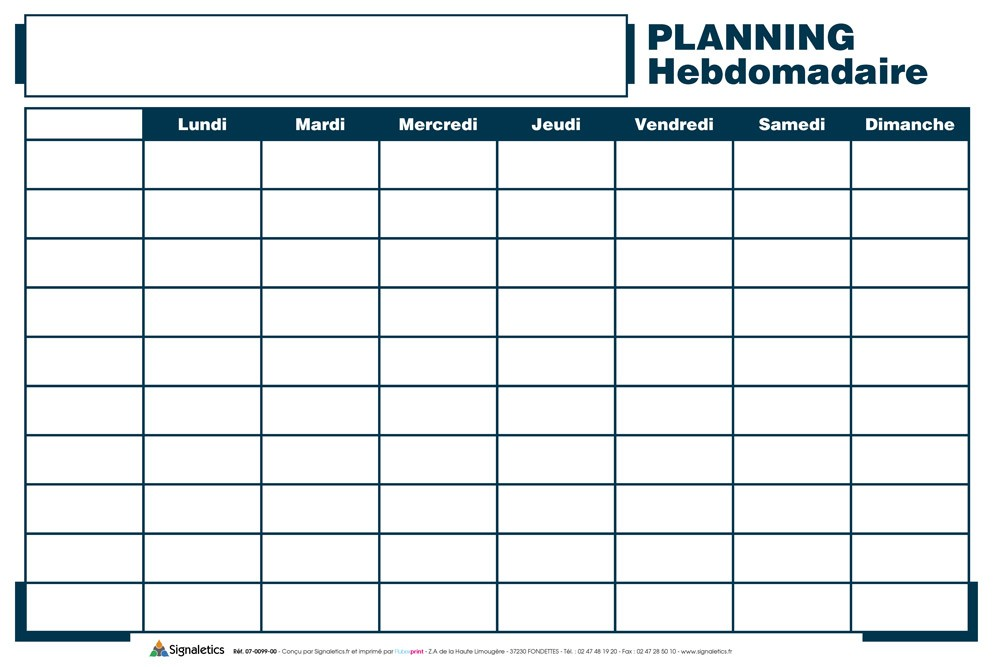 PLANNING
Hebdomadaire
Lundi Mardi Mercredi Jeudi Vendredi Samedi Dimanche
Signaletics Réf. 07-0099-00 - Conçu par Signaletics.fr et imprimé par print - Z.A de la Haute Limougère - 37230 FONDETTES - Tél. : 02 47 48 19 20 - Fax : 02 47 28 50 10 - www.signaletics.fr